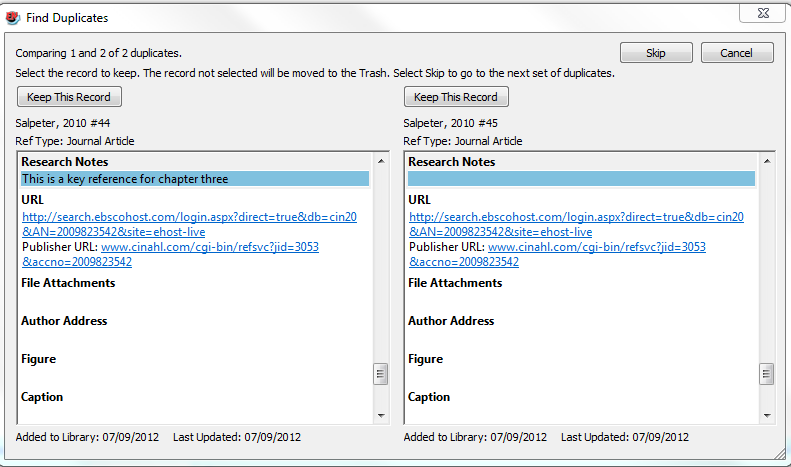 Find Duplicates
Comparing 1 and 2 of 2 duplicates.
Skip
Cancel
Select the record to keep. The record not selected will be moved to the Trash. Select Skip to go to the next set of duplicates.
Keep This Record
Salpeter, 2010 #44
Ref Type: Journal Article
Research Notes
This is a key reference for chapter three
URL
http://search.ebscohost.com/login.aspx?direct=true&db=cin20
&AN=2009823542&site=ehost-live
Publisher URL: www.cinahl.com/cgi-bin/refsvc?jid=3053
&accno=2009823542
File Attachments
Author Address
Figure
Caption
Added to Library: 07/09/2012 Last Updated: 07/09/2012
Keep This Record
Salpeter, 2010 #45
Ref Type: Journal Article
Research Notes
URL
http://search.ebscohost.com/login.aspx?direct=true&db=cin20
&AN=2009823542&site=ehost-live
Publisher URL: www.cinahl.com/cgi-bin/refsvc?jid=3053
&accno=2009823542
File Attachments
Author Address
Figure
Caption
Added to Library: 07/09/2012 Last Updated: 07/09/2012